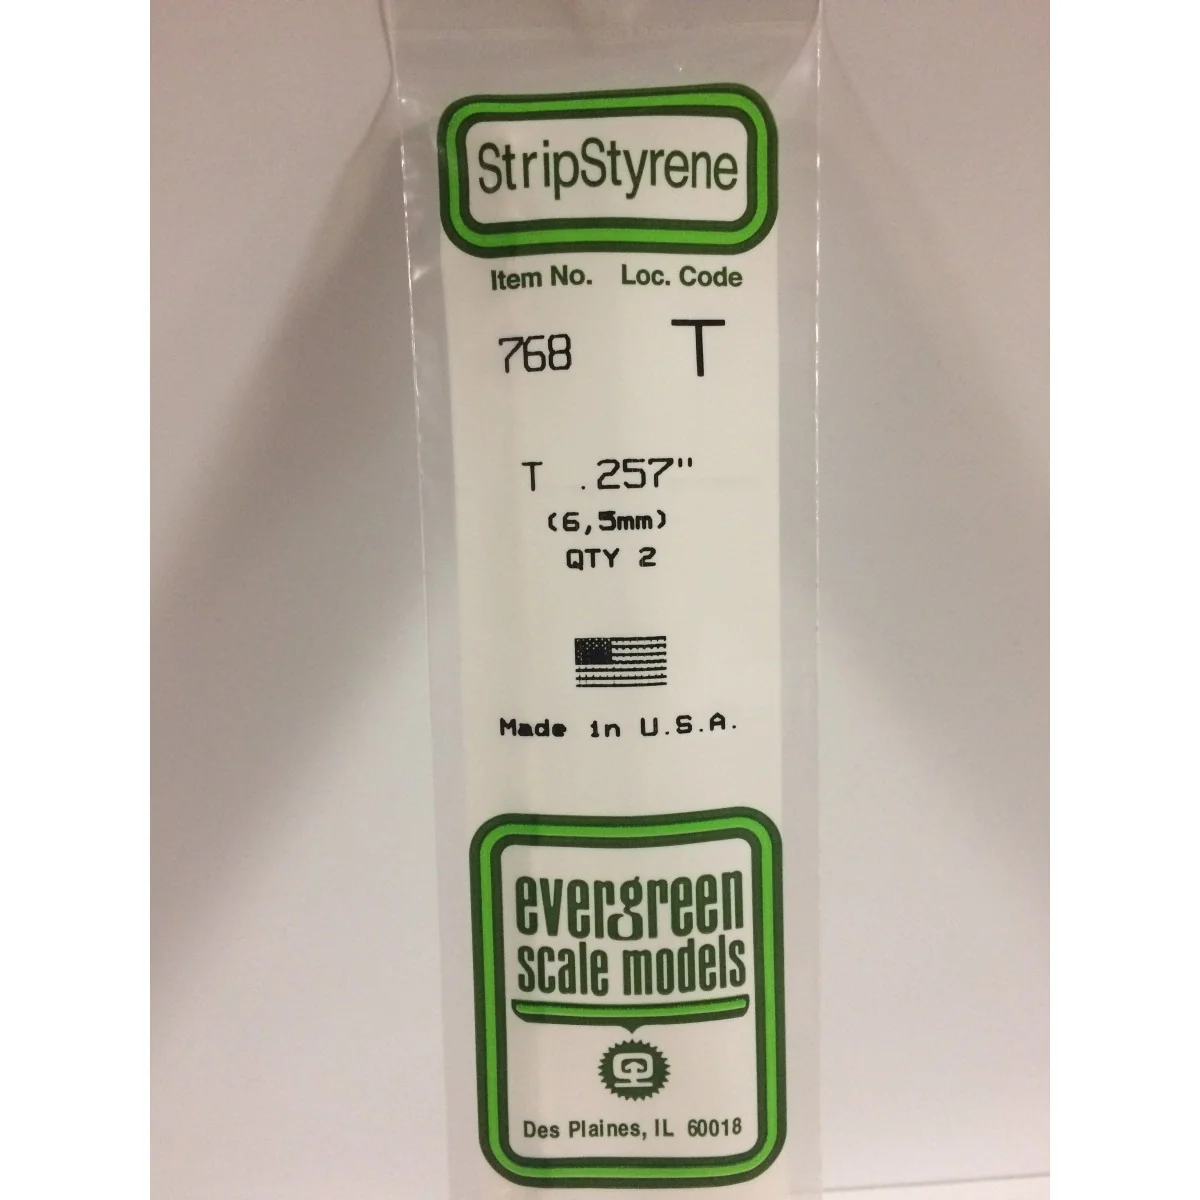 StripStyrene
Item No. Loc. Code
768 T
T .257"
(6,5mm)
QTY 2
Made in U.S.A.
evergreen
scale models
Des Plaines, IL 60018